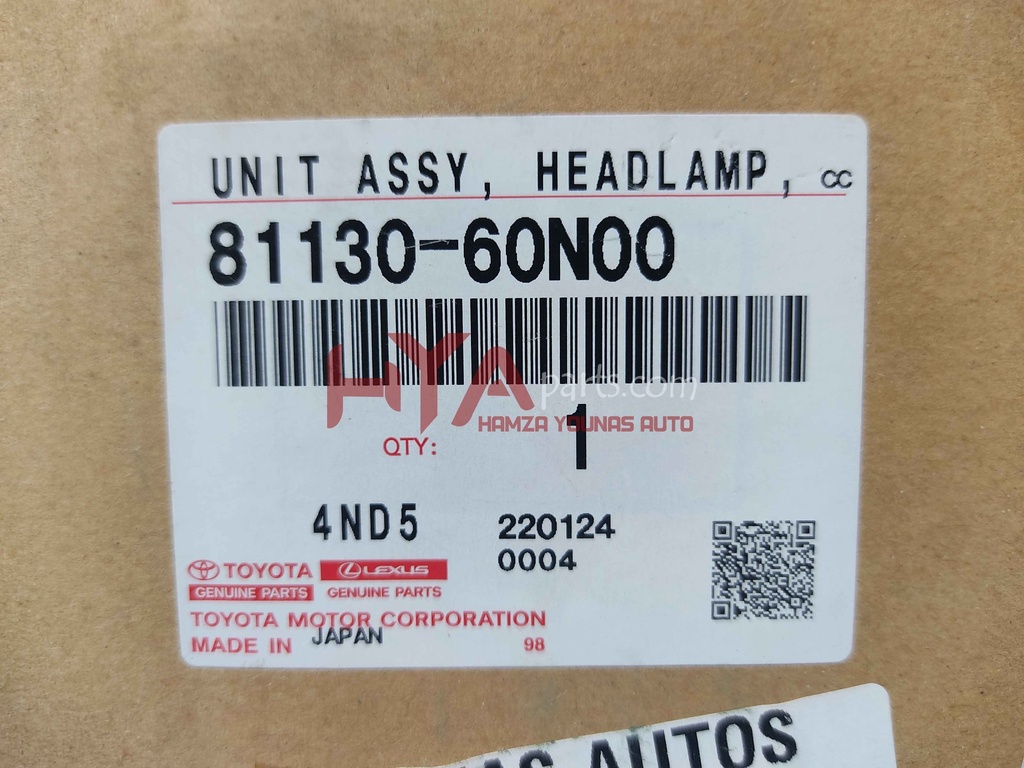 UNIT ASSY, HEADLAMP, CC
81130-60N00
HYA parts.com
HAMZA YOUNAS AUTO
QTY: 1
4ND5 220124
0004
TOYOTA LEXUS
GENUINE PARTS GENUINE PARTS
TOYOTA MOTOR CORPORATION
MADE IN JAPAN 98
AUTOS